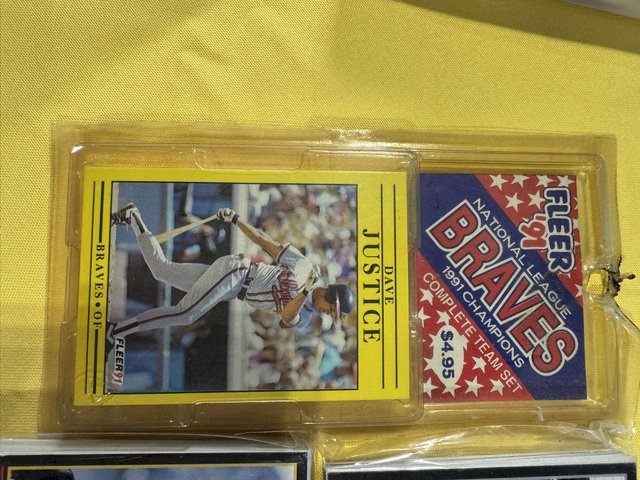 DAVE
JUSTICE
FLEER 91
BRAVES • OF
FLEER
'91
NATIONAL LEAGUE
BRAVES
1991 CHAMPIONS
COMPLETE TEAM SET
$4.95